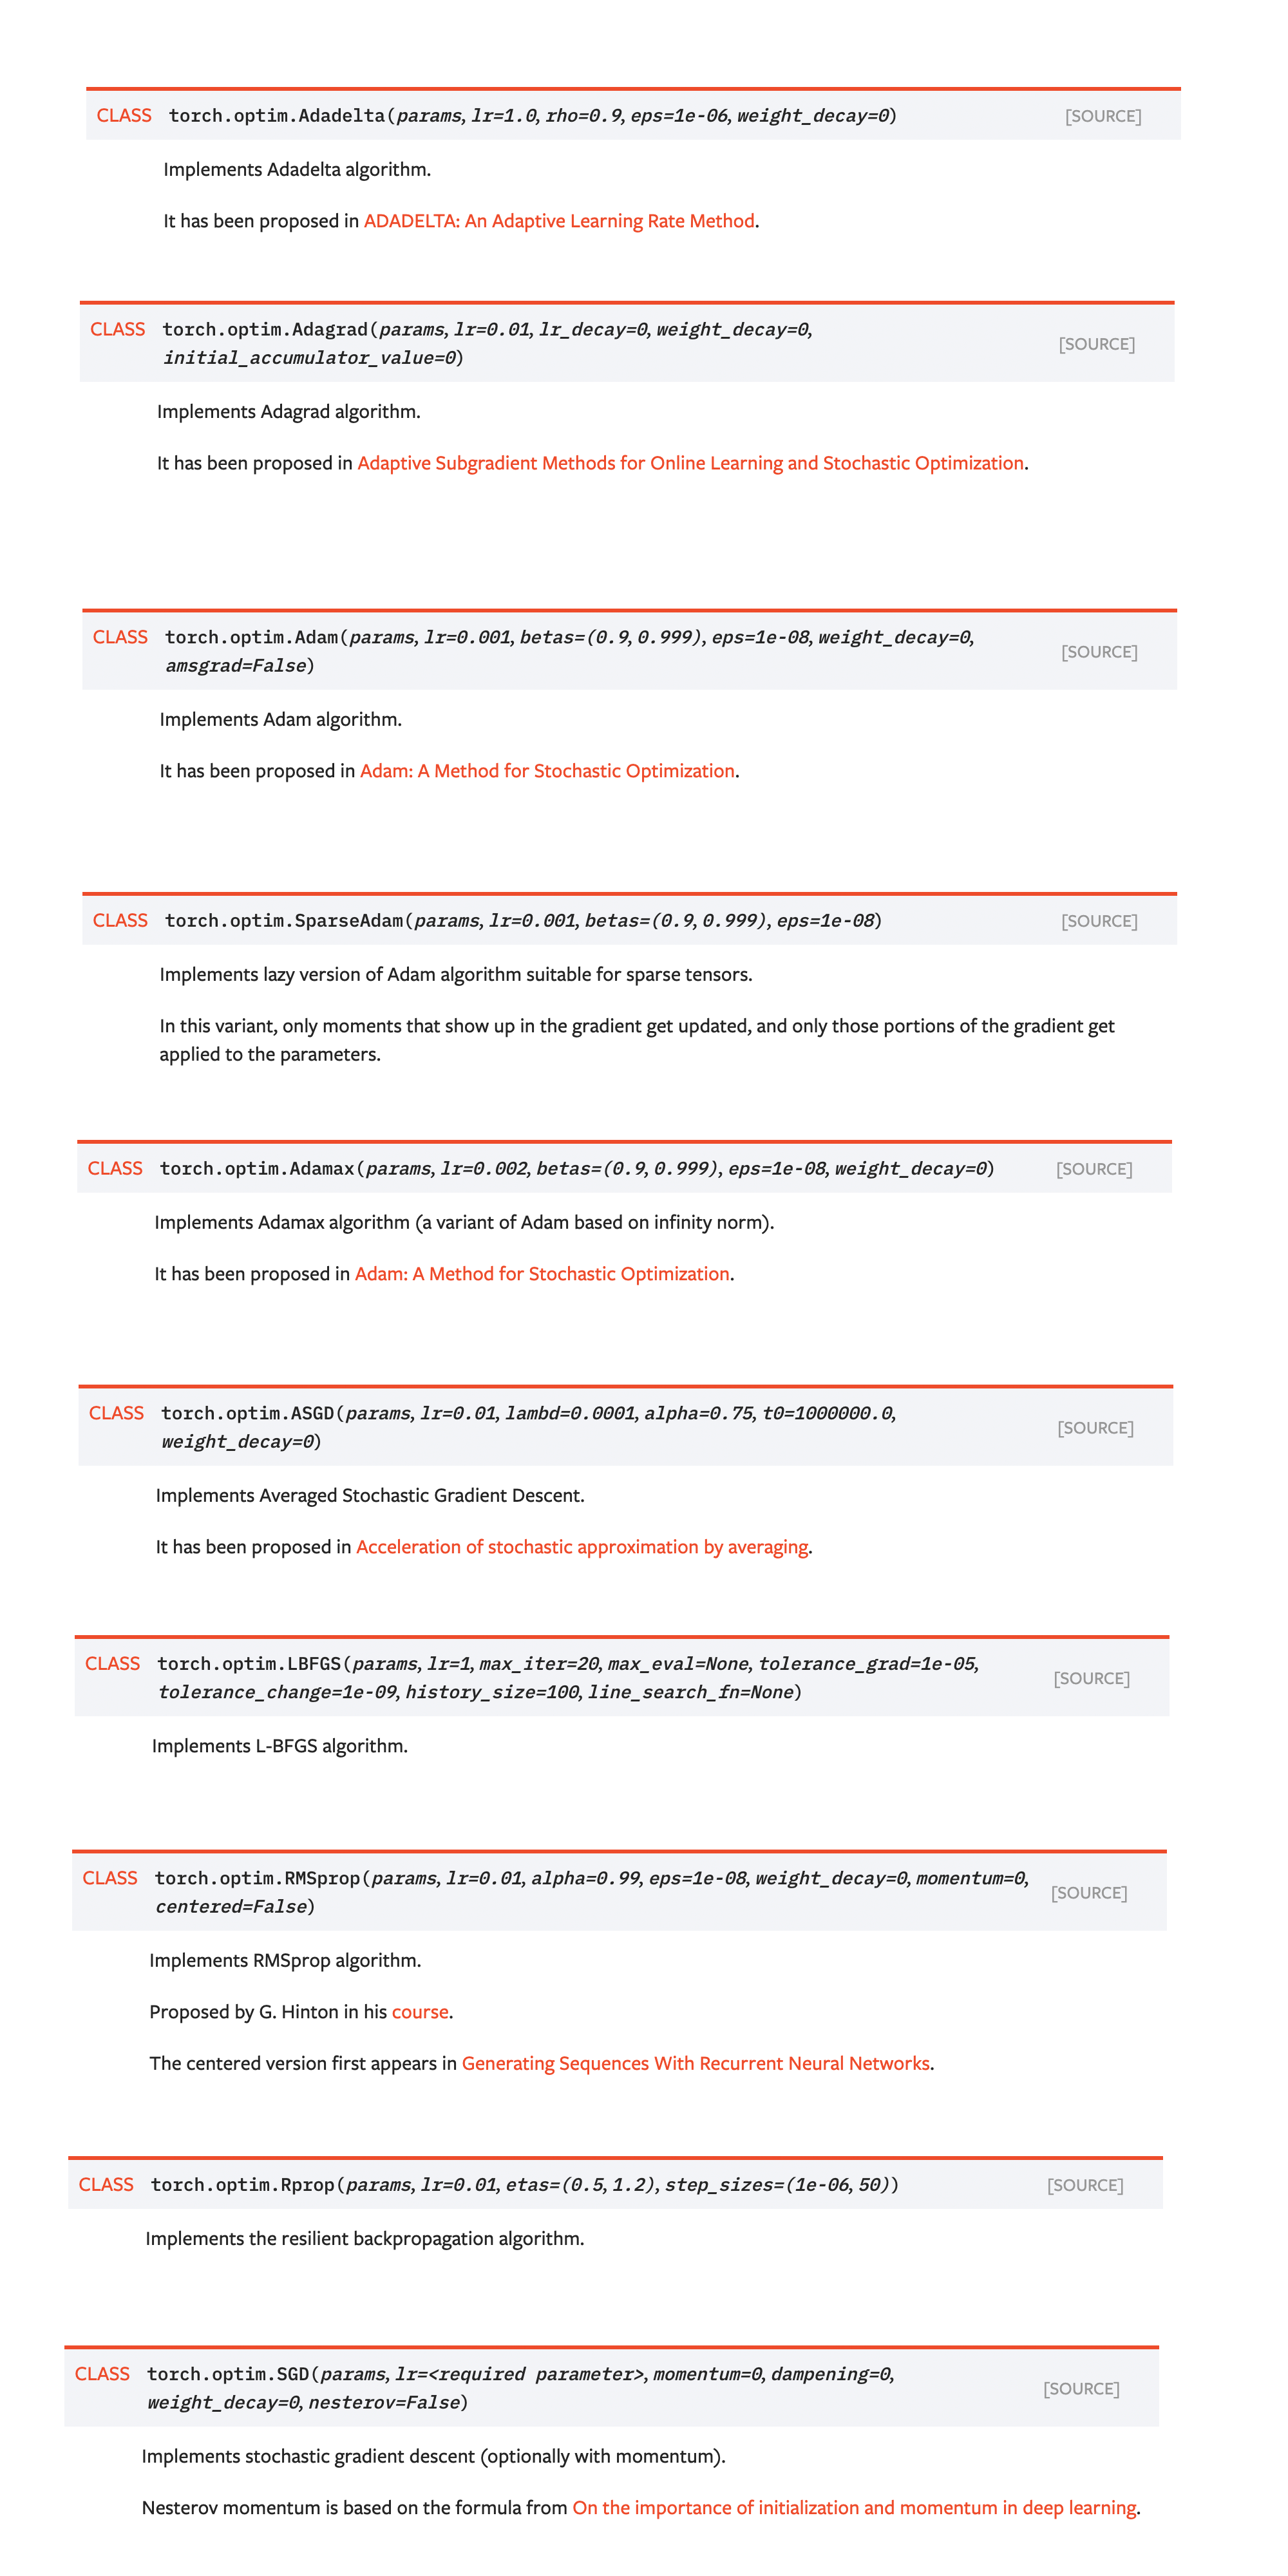 CLASS torch.optim.Adadelta(params, lr=1.0, rho=0.9, eps=1e-06, weight_decay=0) [SOURCE]
Implements Adadelta algorithm.
It has been proposed in ADADELTA: An Adaptive Learning Rate Method.
CLASS torch.optim.Adagrad(params, lr=0.01, lr_decay=0, weight_decay=0,
initial_accumulator_value=0) [SOURCE]
Implements Adagrad algorithm.
It has been proposed in Adaptive Subgradient Methods for Online Learning and Stochastic Optimization.
CLASS torch.optim.Adam(params, lr=0.001, betas=(0.9, 0.999), eps=1e-08, weight_decay=0,
amsgrad=False) [SOURCE]
Implements Adam algorithm.
It has been proposed in Adam: A Method for Stochastic Optimization.
CLASS torch.optim.SparseAdam(params, lr=0.001, betas=(0.9, 0.999), eps=1e-08) [SOURCE]
Implements lazy version of Adam algorithm suitable for sparse tensors.
In this variant, only moments that show up in the gradient get updated, and only those portions of the gradient get
applied to the parameters.
CLASS torch.optim.Adamax(params, lr=0.002, betas=(0.9, 0.999), eps=1e-08, weight_decay=0) [SOURCE]
Implements Adamax algorithm (a variant of Adam based on infinity norm).
It has been proposed in Adam: A Method for Stochastic Optimization.
CLASS torch.optim.ASGD(params, lr=0.01, lambd=0.0001, alpha=0.75, t0=1000000.0,
weight_decay=0) [SOURCE]
Implements Averaged Stochastic Gradient Descent.
It has been proposed in Acceleration of stochastic approximation by averaging.
CLASS torch.optim.LBFGS(params, lr=1, max_iter=20, max_eval=None, tolerance_grad=1e-05,
tolerance_change=1e-09, history_size=100, line_search_fn=None) [SOURCE]
Implements L-BFGS algorithm.
CLASS torch.optim.RMSprop(params, lr=0.01, alpha=0.99, eps=1e-08, weight_decay=0, momentum=0,
centered=False) [SOURCE]
Implements RMSprop algorithm.
Proposed by G. Hinton in his course.
The centered version first appears in Generating Sequences With Recurrent Neural Networks.
CLASS torch.optim.Rprop(params, lr=0.01, etas=(0.5, 1.2), step_sizes=(1e-06, 50)) [SOURCE]
Implements the resilient backpropagation algorithm.
CLASS torch.optim.SGD(params, lr=<required parameter>, momentum=0, dampening=0,
weight_decay=0, nesterov=False) [SOURCE]
Implements stochastic gradient descent (optionally with momentum).
Nesterov momentum is based on the formula from On the importance of initialization and momentum in deep learning.